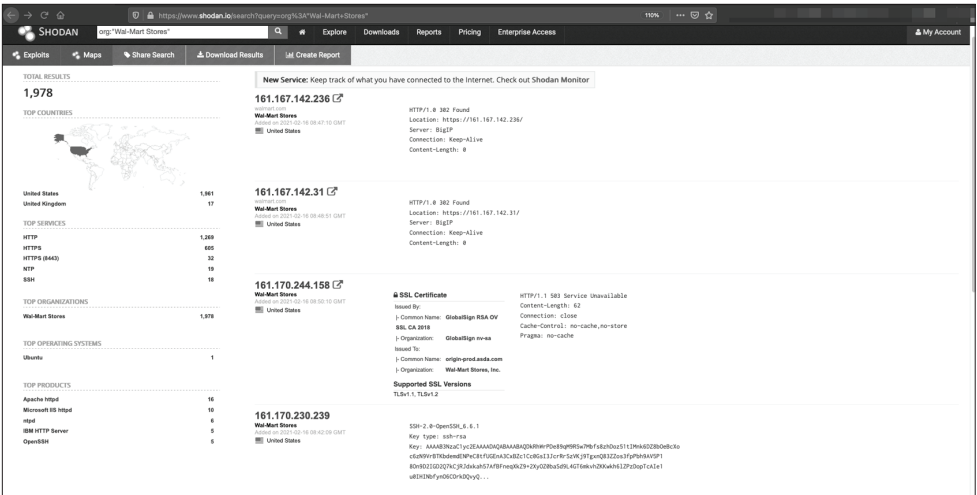 https://www.shodan.io/search?query=org%3A"Wal-Mart+Stores"
110%
SHODAN
org:"Wal-Mart Stores"
Explore
Downloads
Reports
Pricing
Enterprise Access
My Account
Exploits
Maps
Share Search
Download Results
Create Report
TOTAL RESULTS
1,978
TOP COUNTRIES
United States 1,961
United Kingdom 17
TOP SERVICES
HTTP 1,269
HTTPS 605
HTTPS (8443) 32
NTP 19
SSH 18
TOP ORGANIZATIONS
Wal-Mart Stores 1,978
TOP OPERATING SYSTEMS
Ubuntu 1
TOP PRODUCTS
Apache httpd 16
Microsoft IIS httpd 10
ntpd 6
IBM HTTP Server 5
OpenSSH 5
New Service: Keep track of what you have connected to the Internet. Check out Shodan Monitor
161.167.142.236
walmart.com
Wal-Mart Stores
Added on 2021-02-16 08:47:10 GMT
United States
HTTP/1.0 302 Found
Location: https://161.167.142.236/
Server: BigIP
Connection: Keep-Alive
Content-Length: 0
161.167.142.31
walmart.com
Wal-Mart Stores
Added on 2021-02-16 08:48:51 GMT
United States
HTTP/1.0 302 Found
Location: https://161.167.142.31/
Server: BigIP
Connection: Keep-Alive
Content-Length: 0
161.170.244.158
Wal-Mart Stores
Added on 2021-02-16 08:50:10 GMT
United States
SSL Certificate
Issued By:
|- Common Name: GlobalSign RSA OV
SSL CA 2018
|- Organization: GlobalSign nv-sa
Issued To:
|- Common Name: origin-prod.asda.com
|- Organization: Wal-Mart Stores, Inc.
Supported SSL Versions
TLSv1.1, TLSv1.2
HTTP/1.1 503 Service Unavailable
Content-Length: 62
Connection: close
Cache-Control: no-cache,no-store
Pragma: no-cache
161.170.230.239
Wal-Mart Stores
Added on 2021-02-16 08:42:09 GMT
United States
SSH-2.0-OpenSSH_6.6.1
Key type: ssh-rsa